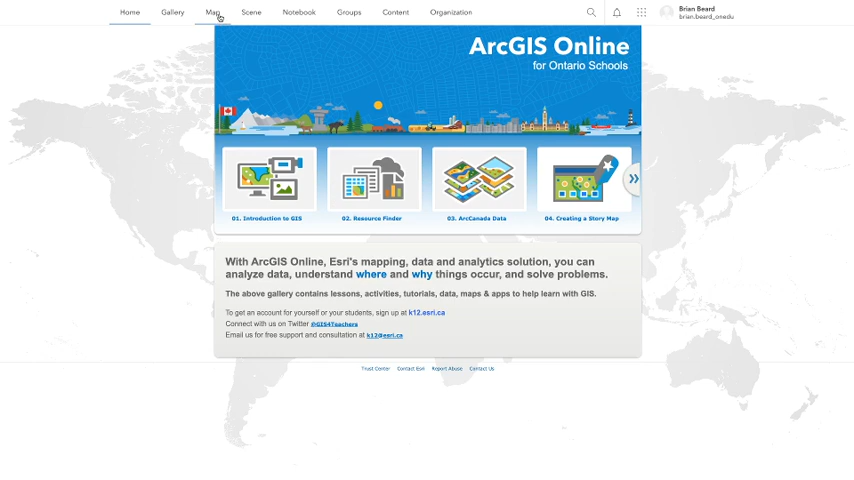 Home Gallery Map Scene Notebook Groups Content Organization
Brian Beard
brian.beard_onedu
ArcGIS Online
for Ontario Schools
01. Introduction to GIS
02. Resource Finder
03. ArcCanada Data
04. Creating a Story Map
With ArcGIS Online, Esri's mapping, data and analytics solution, you can
analyze data, understand where and why things occur, and solve problems.
The above gallery contains lessons, activities, tutorials, data, maps & apps to help learn with GIS.
To get an account for yourself or your students, sign up at k12.esri.ca
Connect with us on Twitter @GIS4Teachers
Email us for free support and consultation at k12@esri.ca
Trust Center Contact Esri Report Abuse Contact Us